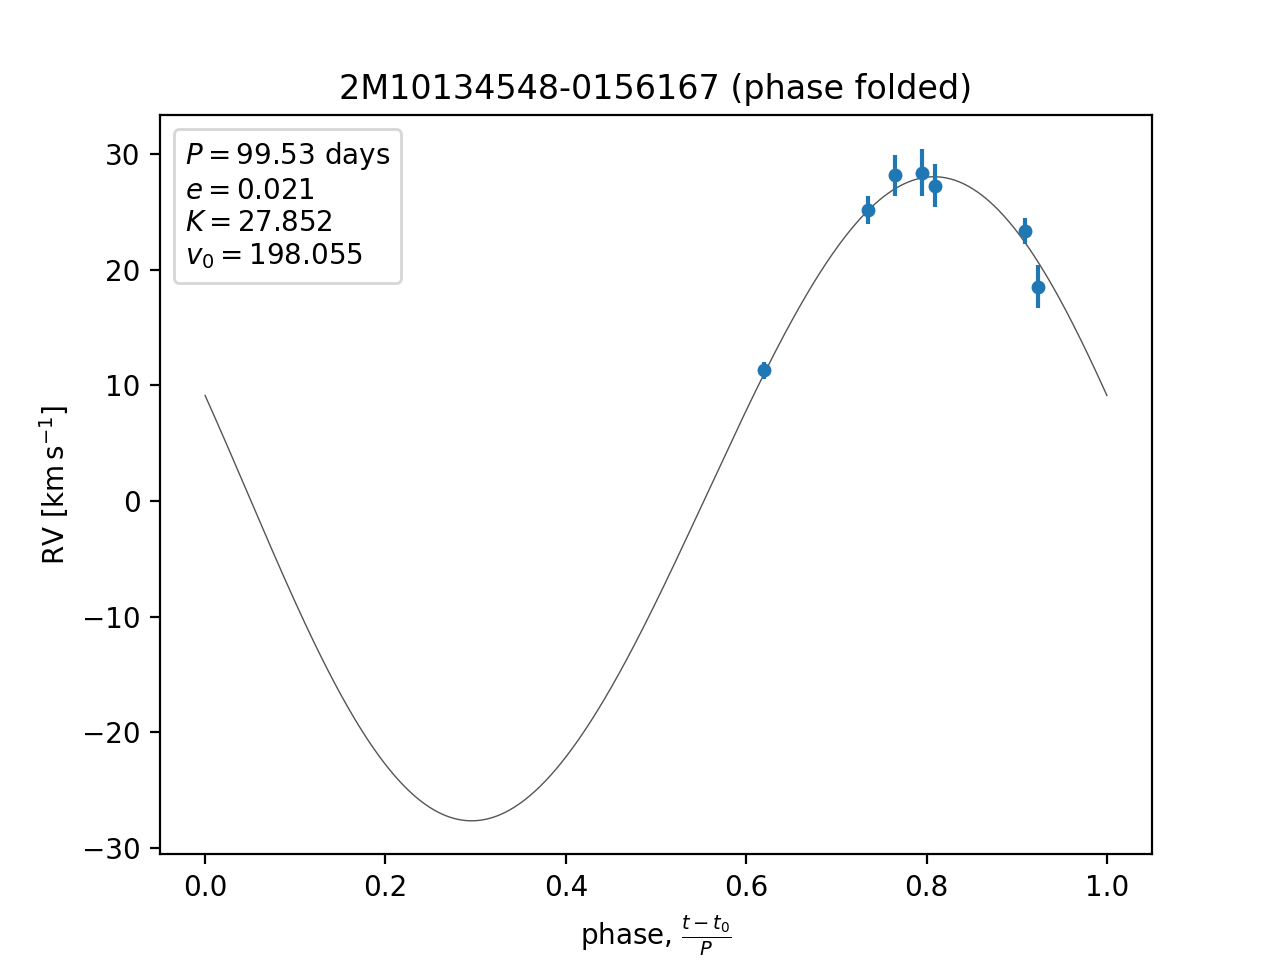 2M10134548-0156167 (phase folded)
P = 99.53 days
e = 0.021
K = 27.852
v₀ = 198.055
30
20
10
0
−10
−20
−30
RV [km s⁻¹]
0.0 0.2 0.4 0.6 0.8 1.0
phase, (t − t₀)/P